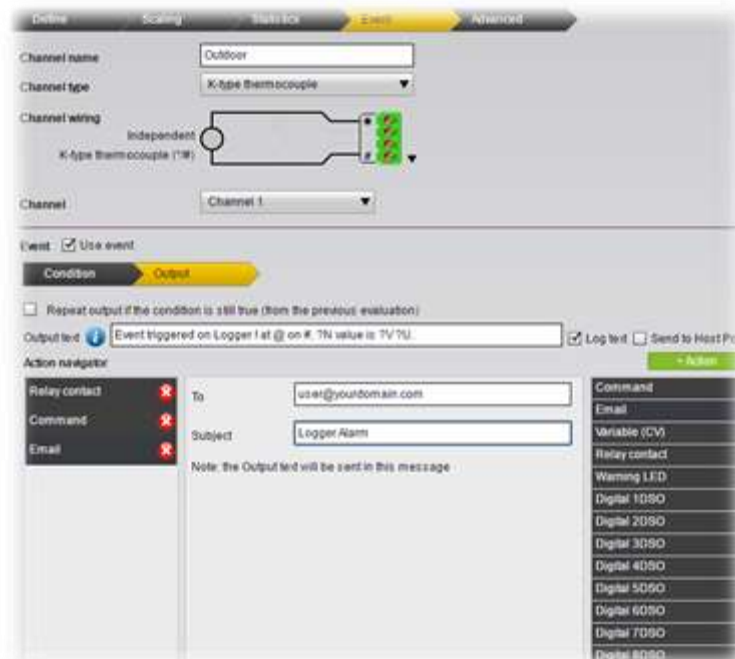 Define Scaling Statistics Event Advanced
Channel name Outdoor
Channel type K-type thermocouple
Channel wiring
Independent
K-type thermocouple (*/#)
Channel Channel 1
Event Use event
Condition Output
Repeat output if the condition is still true (from the previous evaluation)
Output text Event triggered on Logger ! at @ on #, ?N value is ?V ?U. Log text Send to Host
Action navigator + Action
Relay contact
Command
Email
To user@yourdomain.com
Subject Logger Alarm
Note: the Output text will be sent in this message
Command
Email
Variable (CV)
Relay contact
Warning LED
Digital 1DSO
Digital 2DSO
Digital 3DSO
Digital 4DSO
Digital 5DSO
Digital 6DSO
Digital 7DSO
Digital 8DSO